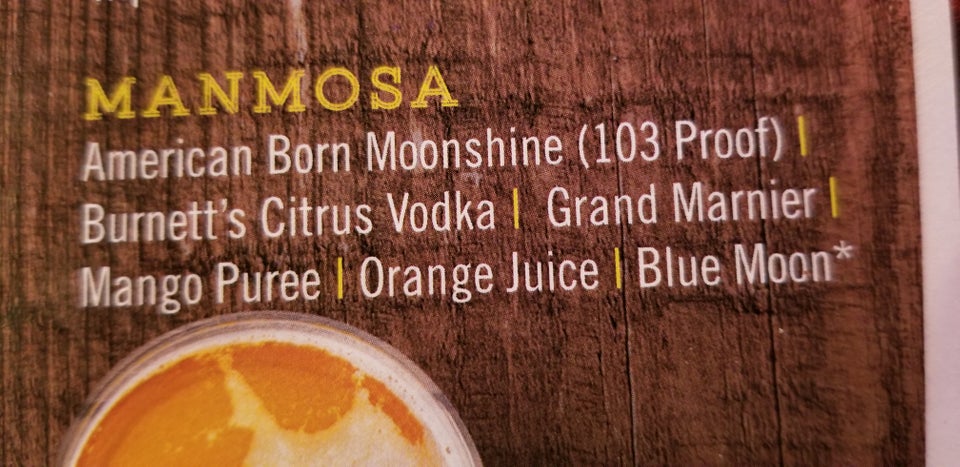 MANMOSA
American Born Moonshine (103 Proof) |
Burnett's Citrus Vodka | Grand Marnier |
Mango Puree | Orange Juice | Blue Moon*